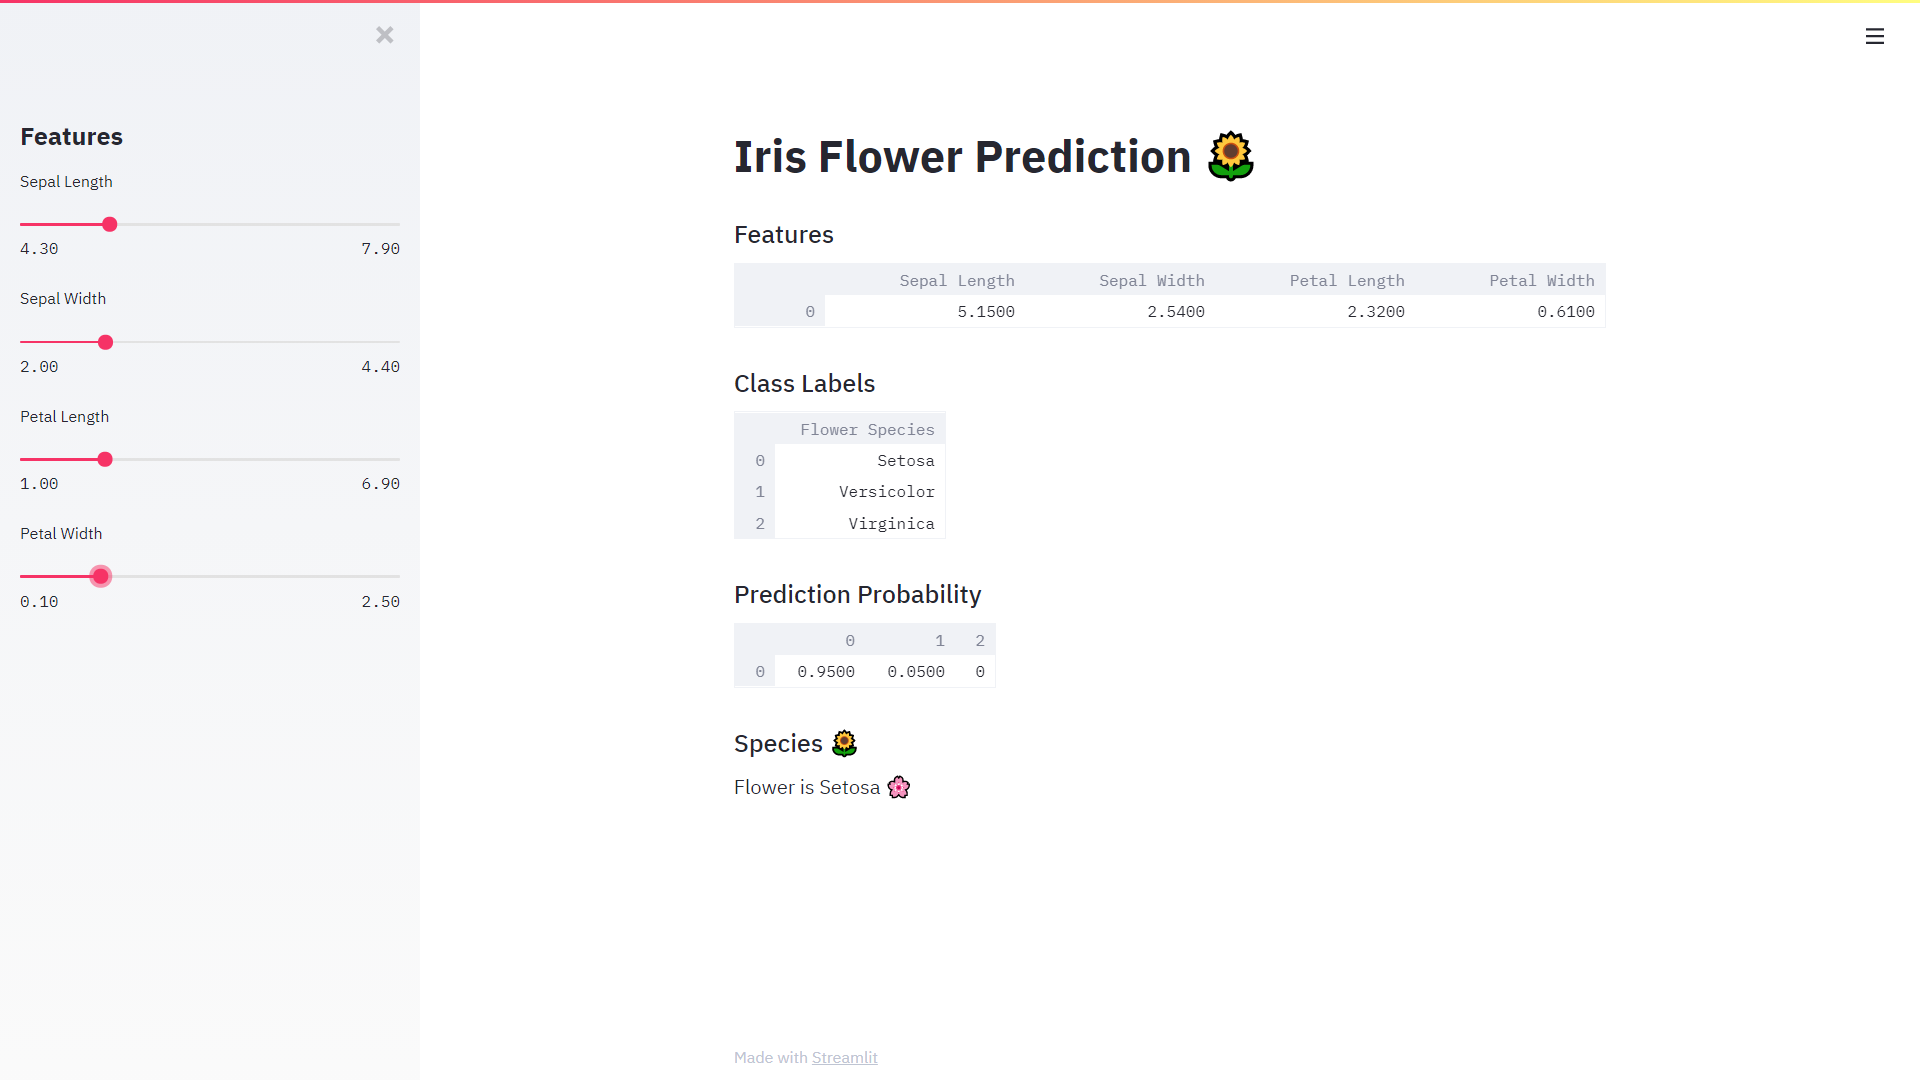 Features
Sepal Length
4.30 7.90
Sepal Width
2.00 4.40
Petal Length
1.00 6.90
Petal Width
0.10 2.50
Iris Flower Prediction 🌻
Features
Sepal Length Sepal Width Petal Length Petal Width
0 5.1500 2.5400 2.3200 0.6100
Class Labels
Flower Species
0 Setosa
1 Versicolor
2 Virginica
Prediction Probability
0 1 2
0 0.9500 0.0500 0
Species 🌻
Flower is Setosa 🌸
Made with Streamlit